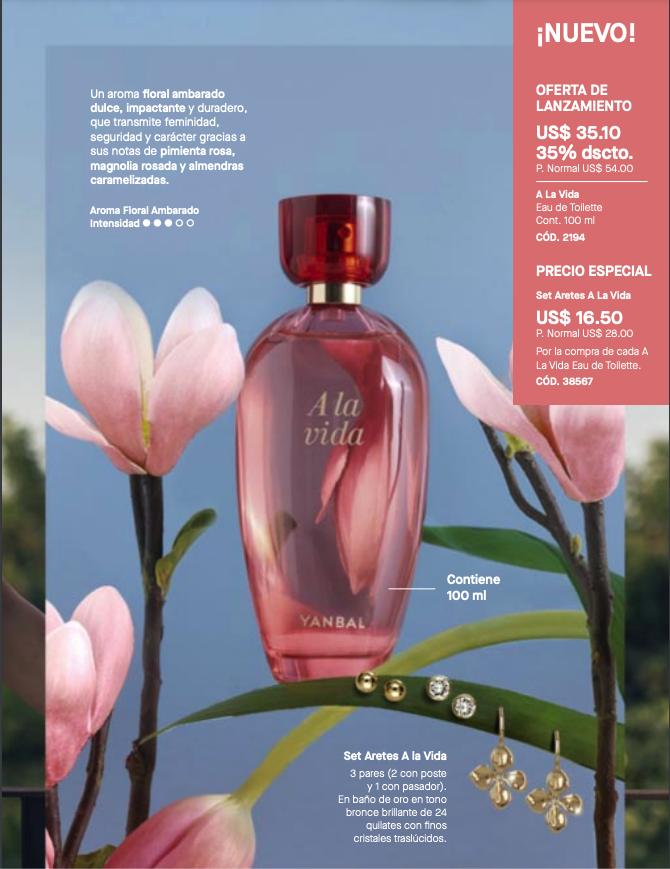 ¡NUEVO!
OFERTA DE
LANZAMIENTO
US$ 35.10
35% dscto.
P. Normal US$ 54.00
A La Vida
Eau de Toilette
Cont. 100 ml
CÓD. 2194
PRECIO ESPECIAL
Set Aretes A La Vida
US$ 16.50
P. Normal US$ 28.00
Por la compra de cada A
La Vida Eau de Toilette.
CÓD. 38567
Un aroma floral ambarado
dulce, impactante y duradero,
que transmite feminidad,
seguridad y carácter gracias a
sus notas de pimienta rosa,
magnolia rosada y almendras
caramelizadas.
Aroma Floral Ambarado
Intensidad
A la
vida
YANBAL
Contiene
100 ml
Set Aretes A la Vida
3 pares (2 con poste
y 1 con pasador).
En baño de oro en tono
bronce brillante de 24
quilates con finos
cristales traslúcidos.